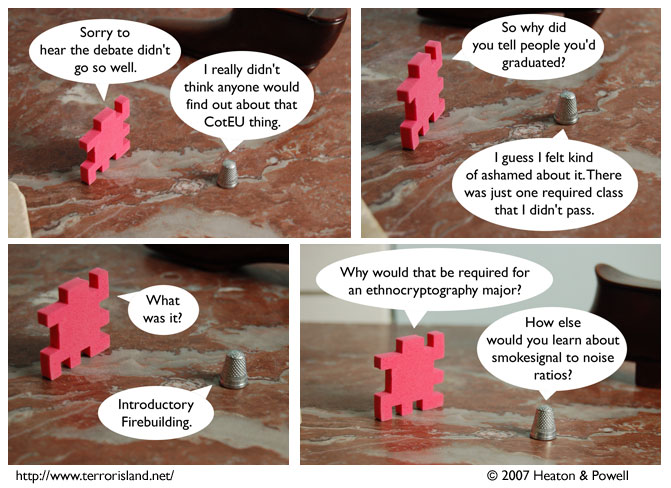 Sorry to
hear the debate didn't
go so well.
I really didn't
think anyone would
find out about that
CotEU thing.
So why did
you tell people you'd
graduated?
I guess I felt kind
of ashamed about it. There
was just one required class
that I didn't pass.
What
was it?
Introductory
Firebuilding.
Why would that be required for
an ethnocryptography major?
How else
would you learn about
smokesignal to noise
ratios?
http://www.terrorisland.net/
© 2007 Heaton & Powell